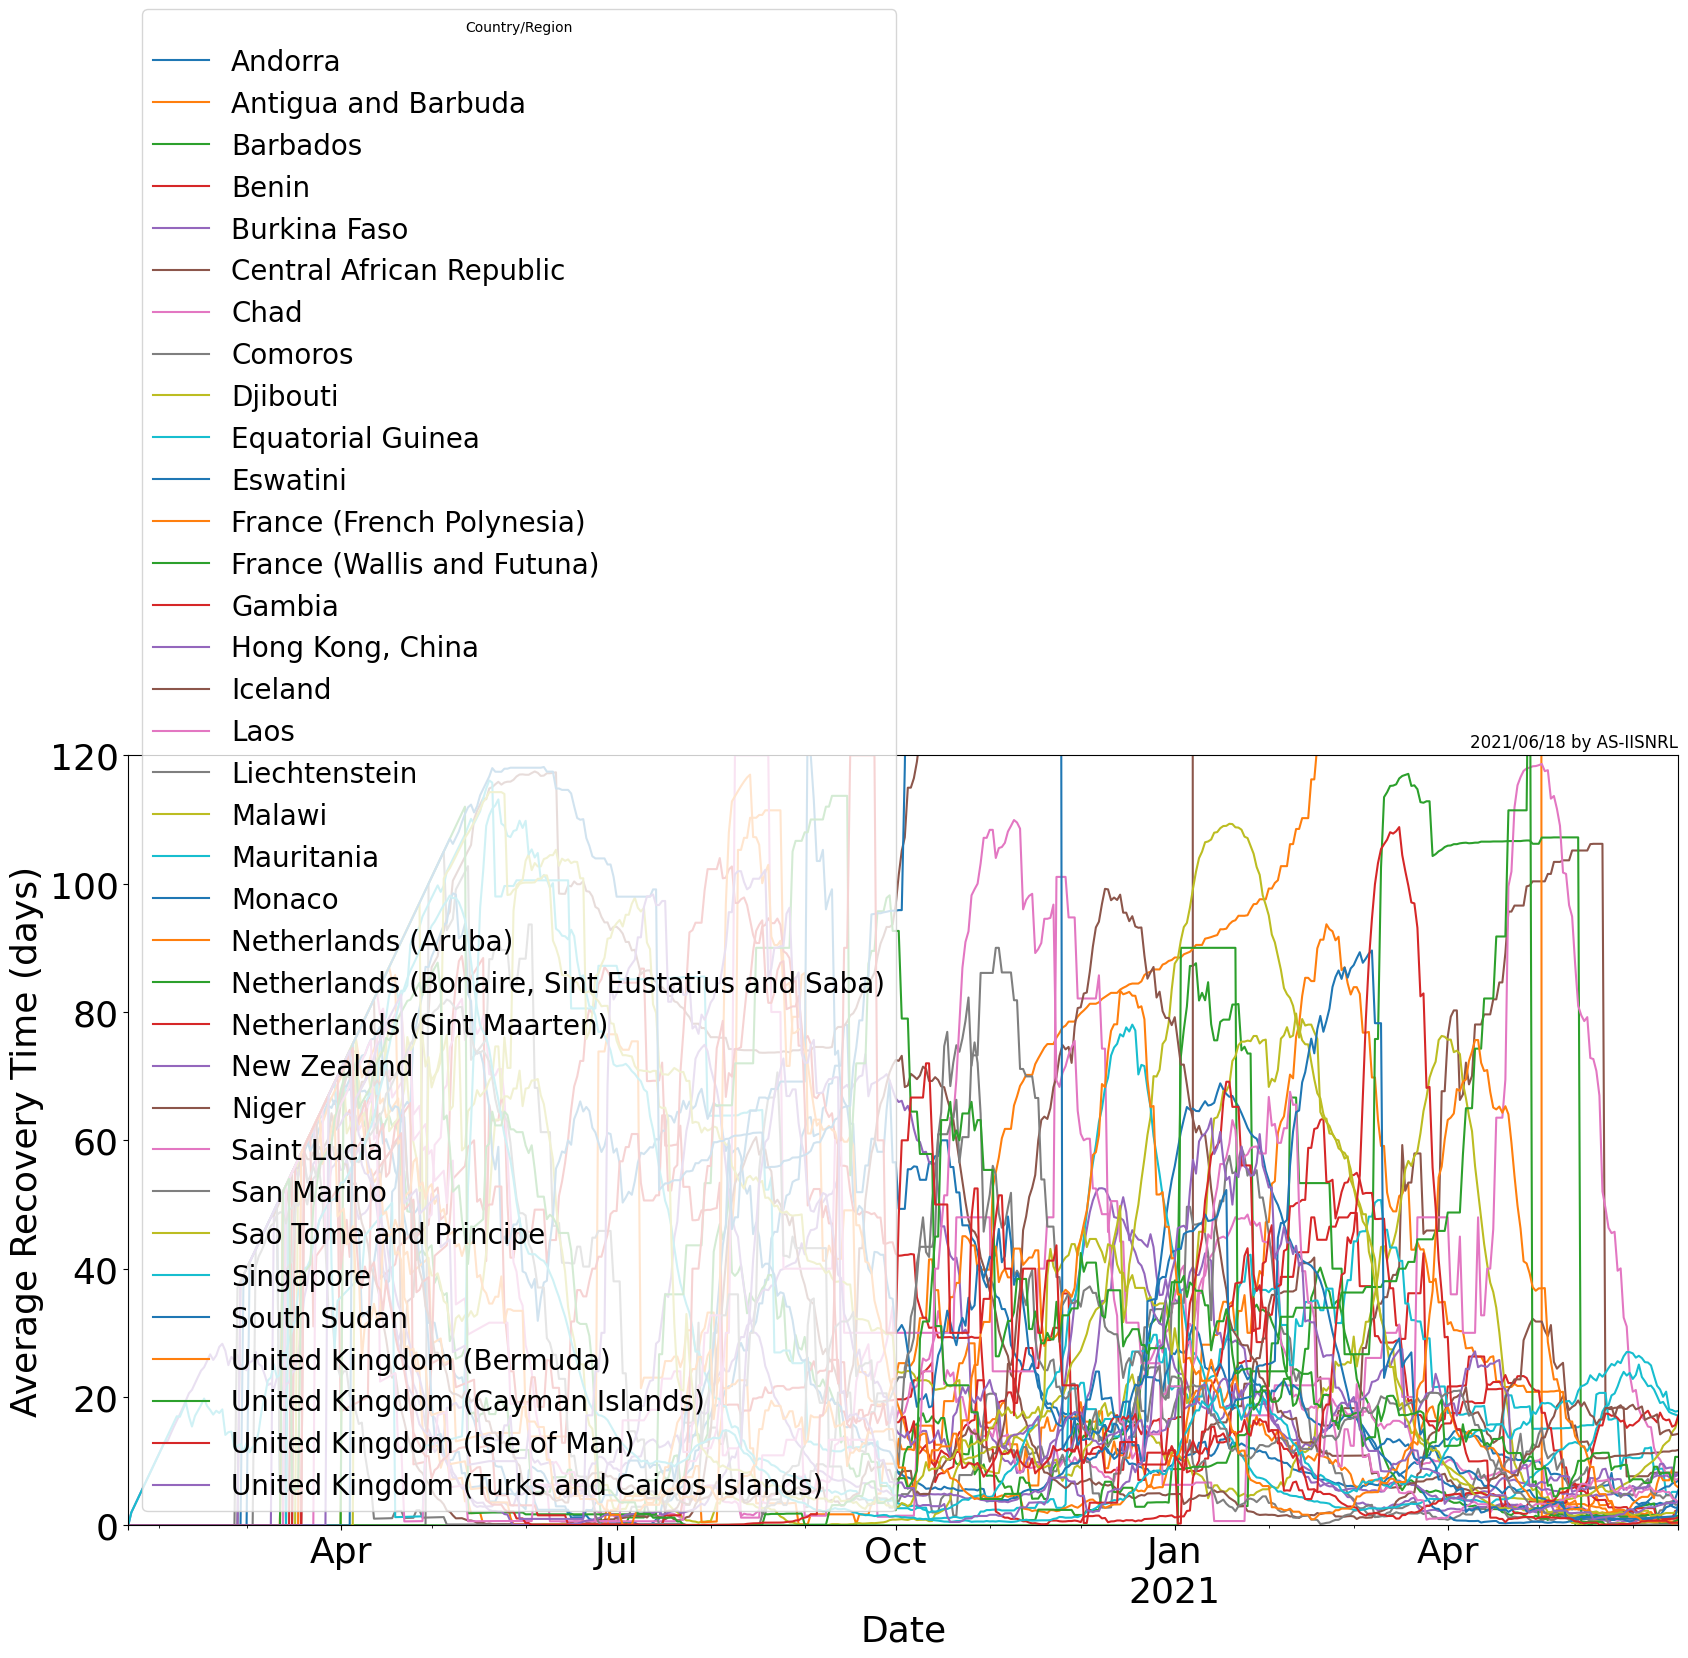 Country/Region
Andorra
Antigua and Barbuda
Barbados
Benin
Burkina Faso
Central African Republic
Chad
Comoros
Djibouti
Equatorial Guinea
Eswatini
France (French Polynesia)
France (Wallis and Futuna)
Gambia
Hong Kong, China
Iceland
Laos
Liechtenstein
Malawi
Mauritania
Monaco
Netherlands (Aruba)
Netherlands (Bonaire, Sint Eustatius and Saba)
Netherlands (Sint Maarten)
New Zealand
Niger
Saint Lucia
San Marino
Sao Tome and Principe
Singapore
South Sudan
United Kingdom (Bermuda)
United Kingdom (Cayman Islands)
United Kingdom (Isle of Man)
United Kingdom (Turks and Caicos Islands)
2021/06/18 by AS-IISNRL
Average Recovery Time (days)
120
100
80
60
40
20
0
Apr
Jul
Oct
Jan
2021
Apr
Date